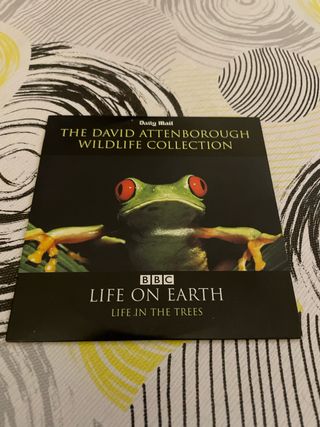 Daily Mail
THE DAVID ATTENBOROUGH
WILDLIFE COLLECTION
BBC
LIFE ON EARTH
LIFE IN THE TREES